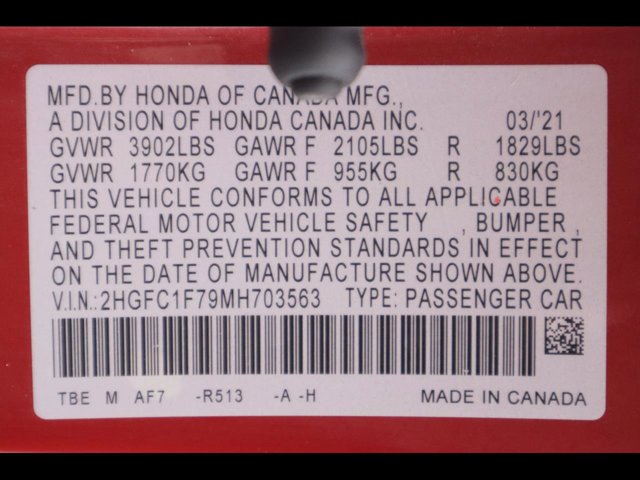 MFD.BY HONDA OF CANADA MFG.,
A DIVISION OF HONDA CANADA INC. 03/'21
GVWR 3902LBS GAWR F 2105LBS R 1829LBS
GVWR 1770KG GAWR F 955KG R 830KG
THIS VEHICLE CONFORMS TO ALL APPLICABLE
FEDERAL MOTOR VEHICLE SAFETY , BUMPER ,
AND THEFT PREVENTION STANDARDS IN EFFECT
ON THE DATE OF MANUFACTURE SHOWN ABOVE.
V.I.N.: 2HGFC1F79MH703563 TYPE: PASSENGER CAR
TBE M AF7 -R513 -A -H MADE IN CANADA